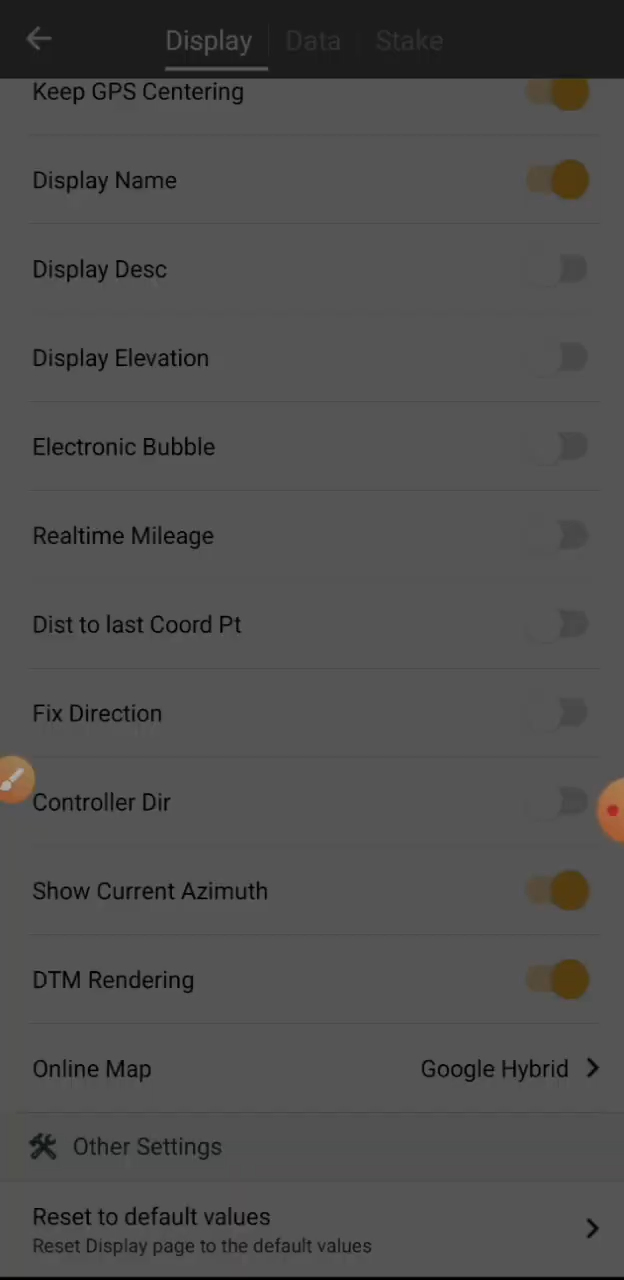 Display Data Stake
Keep GPS Centering
Display Name
Display Desc
Display Elevation
Electronic Bubble
Realtime Mileage
Dist to last Coord Pt
Fix Direction
Controller Dir
Show Current Azimuth
DTM Rendering
Online Map Google Hybrid
Other Settings
Reset to default values
Reset Display page to the default values